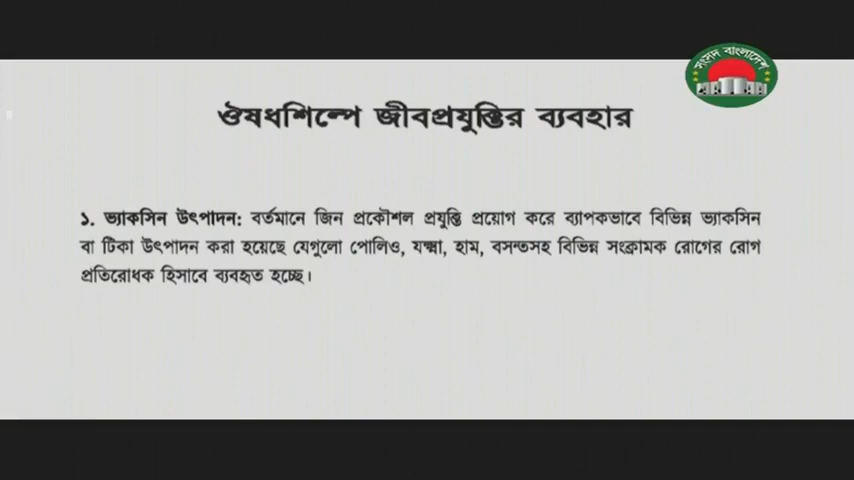 সংসদ বাংলাদেশ
ঔষধশিল্পে জীবপ্রযুক্তির ব্যবহার
১. ভ্যাকসিন উৎপাদন: বর্তমানে জিন প্রকৌশল প্রযুক্তি প্রয়োগ করে ব্যাপকভাবে বিভিন্ন ভ্যাকসিন
বা টিকা উৎপাদন করা হয়েছে যেগুলো পোলিও, যক্ষ্মা, হাম, বসন্তসহ বিভিন্ন সংক্রামক রোগের রোগ
প্রতিরোধক হিসাবে ব্যবহৃত হচ্ছে।